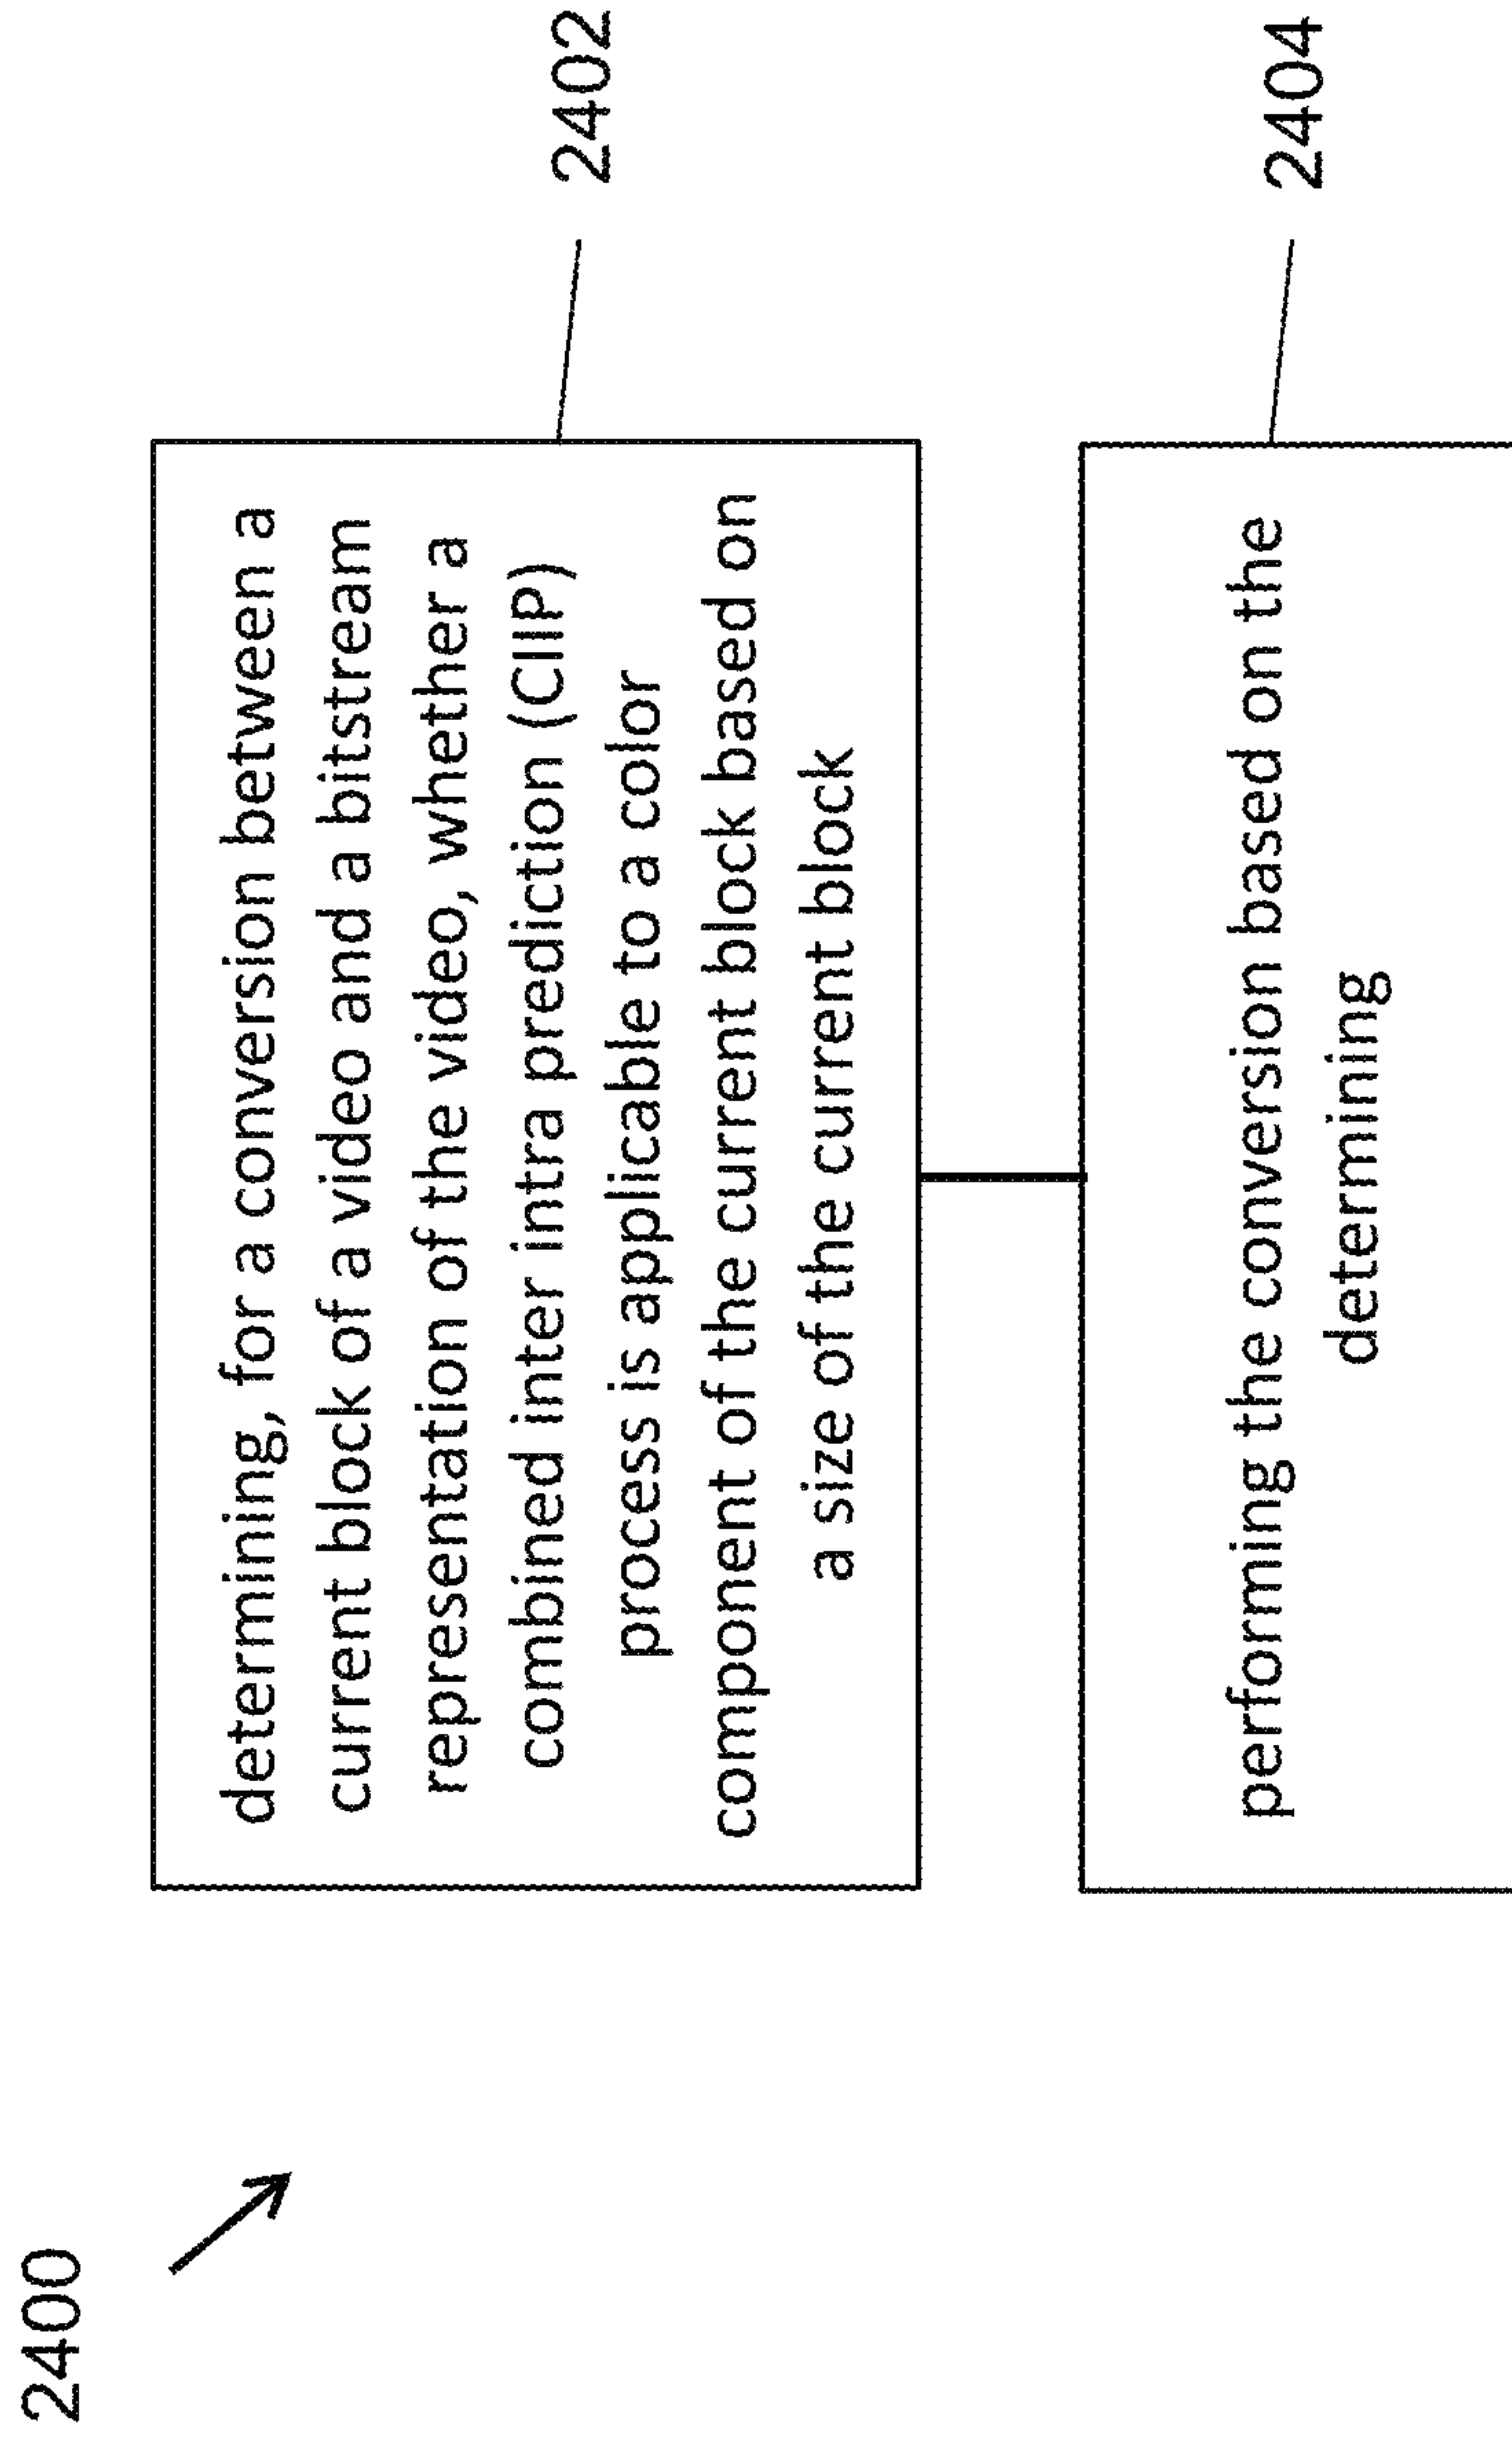 2400
determining, for a conversion between a
current block of a video and a bitstream
representation of the video, whether a
combined inter intra prediction (CIIP)
process is applicable to a color
component of the current block based on
a size of the current block
2402
performing the conversion based on the
determining
2404